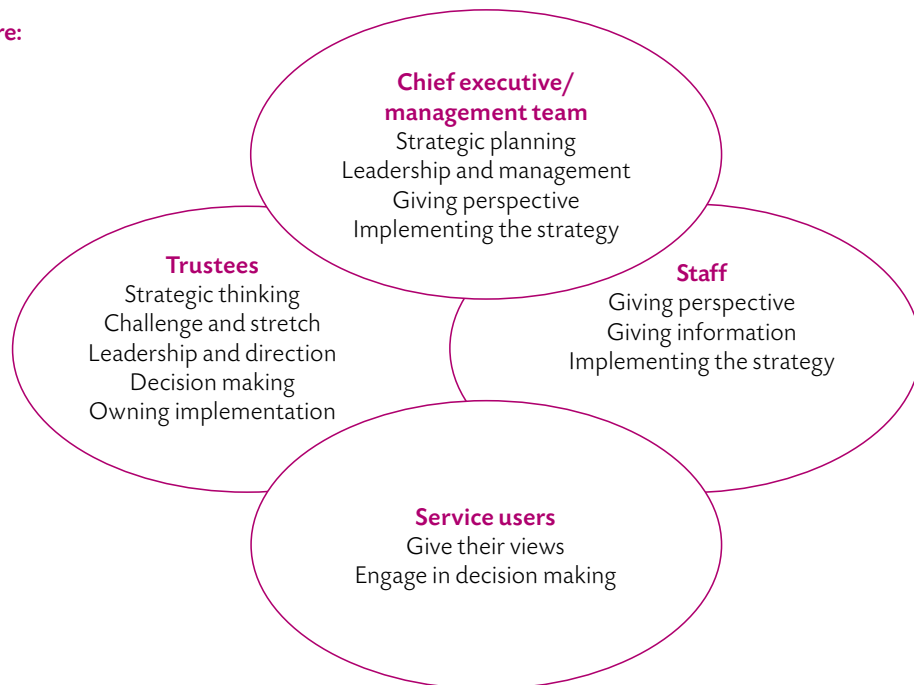 re:
Chief executive/
management team
Strategic planning
Leadership and management
Giving perspective
Implementing the strategy
Trustees
Strategic thinking
Challenge and stretch
Leadership and direction
Decision making
Owning implementation
Staff
Giving perspective
Giving information
Implementing the strategy
Service users
Give their views
Engage in decision making